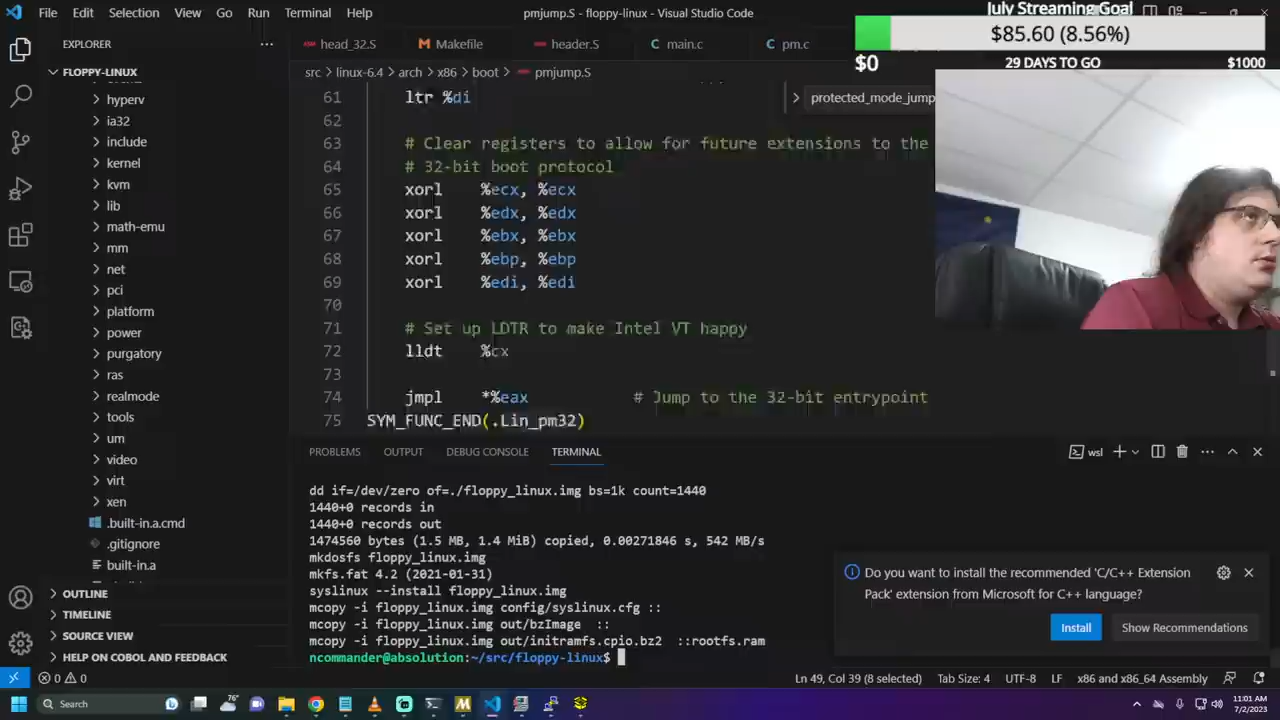 File Edit Selection View Go Run Terminal Help
pmjump.S - floppy-linux - Visual Studio Code
July Streaming Goal
$85.60 (8.56%)
$0 29 DAYS TO GO $1000
EXPLORER
FLOPPY-LINUX
hyperv
ia32
include
kernel
kvm
lib
math-emu
mm
net
pci
platform
power
purgatory
ras
realmode
tools
um
video
virt
xen
.built-in.a.cmd
.gitignore
built-in.a
OUTLINE
TIMELINE
SOURCE VIEW
HELP ON COBOL AND FEEDBACK
head_32.S Makefile header.S main.c pm.c
src > linux-6.4 > arch > x86 > boot > pmjump.S
protected_mode_jump
61 ltr %di
62
63 # Clear registers to allow for future extensions to the
64 # 32-bit boot protocol
65 xorl %ecx, %ecx
66 xorl %edx, %edx
67 xorl %ebx, %ebx
68 xorl %ebp, %ebp
69 xorl %edi, %edi
70
71 # Set up LDTR to make Intel VT happy
72 lldt %cx
73
74 jmpl *%eax # Jump to the 32-bit entrypoint
75 SYM_FUNC_END(.Lin_pm32)
PROBLEMS OUTPUT DEBUG CONSOLE TERMINAL
wsl
dd if=/dev/zero of=./floppy_linux.img bs=1k count=1440
1440+0 records in
1440+0 records out
1474560 bytes (1.5 MB, 1.4 MiB) copied, 0.00271846 s, 542 MB/s
mkdosfs floppy_linux.img
mkfs.fat 4.2 (2021-01-31)
syslinux --install floppy_linux.img
mcopy -i floppy_linux.img config/syslinux.cfg ::
mcopy -i floppy_linux.img out/bzImage ::
mcopy -i floppy_linux.img out/initramfs.cpio.bz2 ::rootfs.ram
ncommander@absolution:~/src/floppy-linux$
Do you want to install the recommended 'C/C++ Extension
Pack' extension from Microsoft for C++ language?
Install Show Recommendations
0 0 Ln 49, Col 39 (8 selected) Tab Size: 4 UTF-8 LF x86 and x86_64 Assembly
Search 76° 11:01 AM
7/2/2023